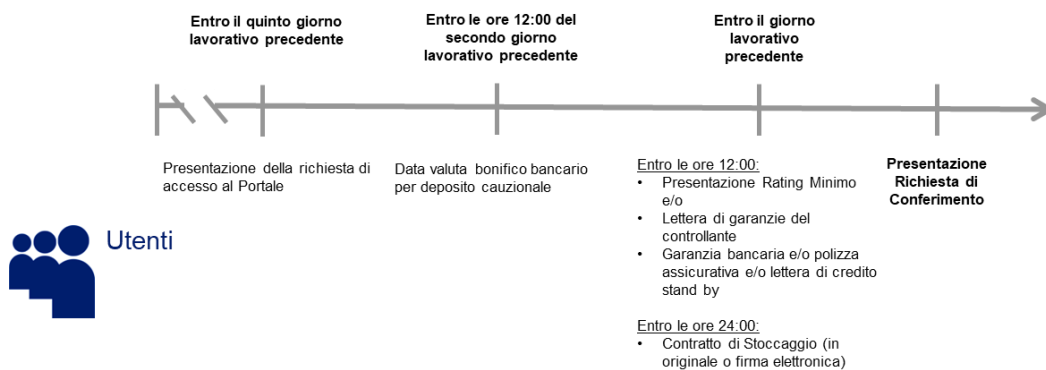 Entro il quinto giorno
lavorativo precedente
Entro le ore 12:00 del
secondo giorno
lavorativo precedente
Entro il giorno
lavorativo
precedente
Presentazione della richiesta di
accesso al Portale
Data valuta bonifico bancario
per deposito cauzionale
Entro le ore 12:00:
• Presentazione Rating Minimo
e/o
• Lettera di garanzie del
controllante
• Garanzia bancaria e/o polizza
assicurativa e/o lettera di credito
stand by
Entro le ore 24:00:
• Contratto di Stoccaggio (in
originale o firma elettronica)
Presentazione
Richiesta di
Conferimento
Utenti